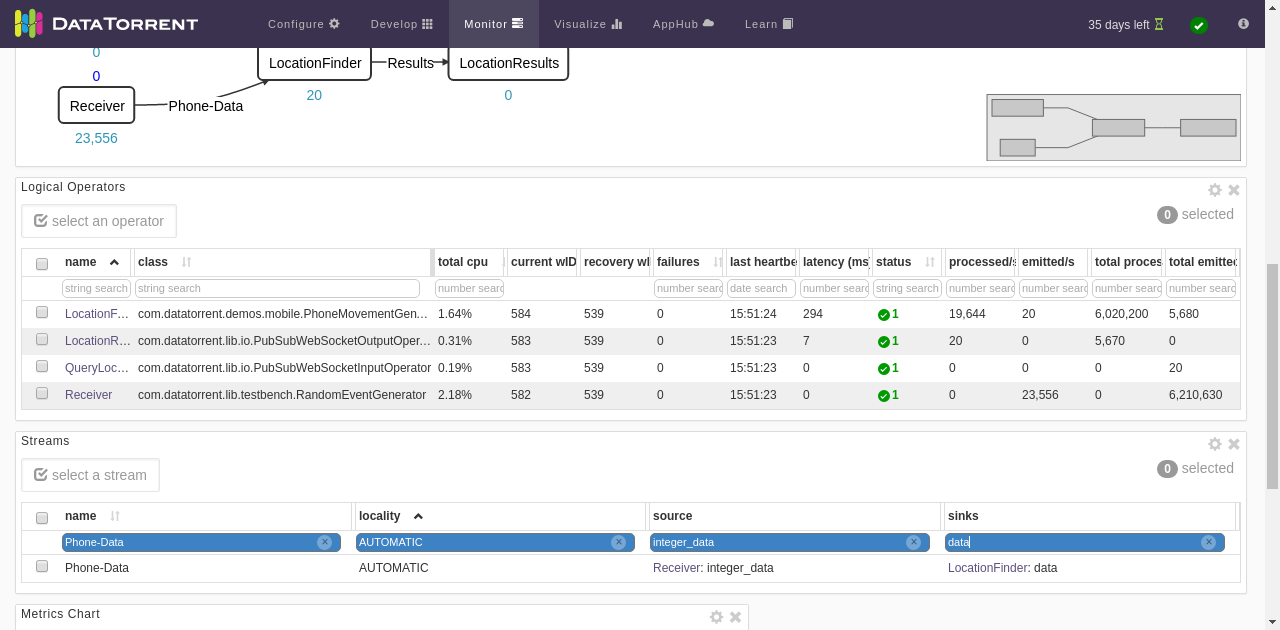 DATATORRENT Configure Develop Monitor Visualize AppHub Learn 35 days left
0
LocationFinder Results LocationResults
0
20 0
Receiver Phone-Data
23,556
Logical Operators
select an operator 0 selected
name class total cpu current wID recovery wI failures last heartbe latency (ms status processed/s emitted/s total proces total emitte
string search string search number searc number searc date search number searc string search number searc number searc number searc number searc
LocationF... com.datatorrent.demos.mobile.PhoneMovementGen... 1.64% 584 539 0 15:51:24 294 1 19,644 20 6,020,200 5,680
LocationR... com.datatorrent.lib.io.PubSubWebSocketOutputOper... 0.31% 583 539 0 15:51:23 7 1 20 0 5,670 0
QueryLoc... com.datatorrent.lib.io.PubSubWebSocketInputOperator 0.19% 583 539 0 15:51:23 0 1 0 0 0 20
Receiver com.datatorrent.lib.testbench.RandomEventGenerator 2.18% 582 539 0 15:51:23 0 1 0 23,556 0 6,210,630
Streams
select a stream 0 selected
name locality source sinks
Phone-Data AUTOMATIC integer_data data
Phone-Data AUTOMATIC Receiver: integer_data LocationFinder: data
Metrics Chart